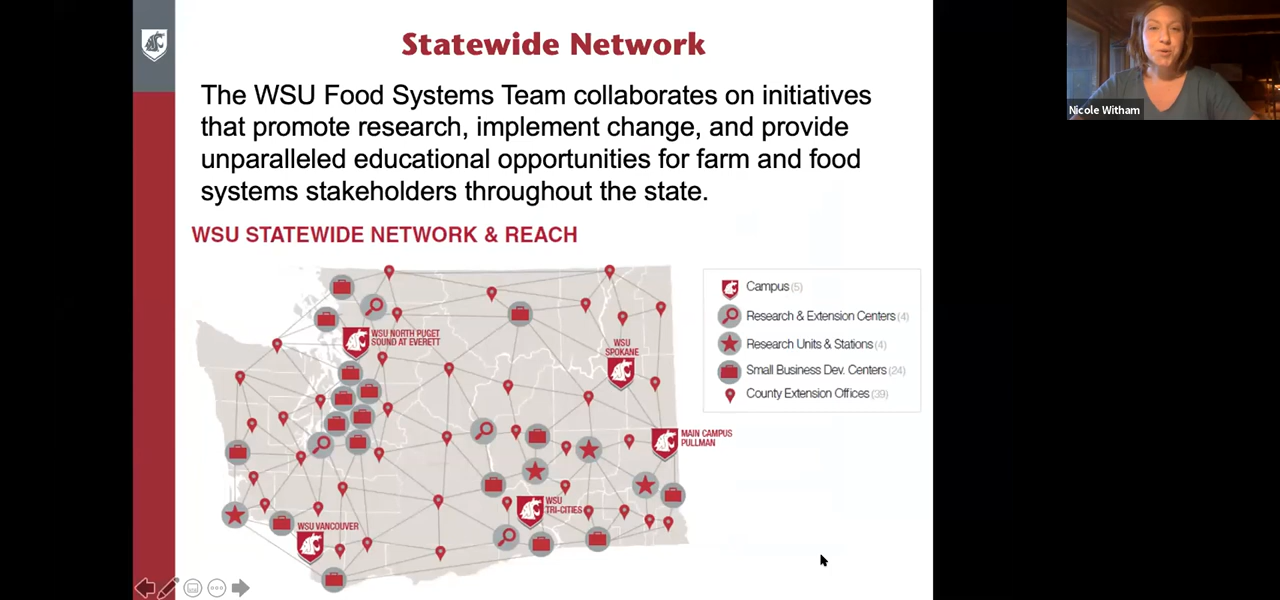 Statewide Network
The WSU Food Systems Team collaborates on initiatives
that promote research, implement change, and provide
unparalleled educational opportunities for farm and food
systems stakeholders throughout the state.
WSU STATEWIDE NETWORK & REACH
WSU NORTH PUGET
SOUND AT EVERETT
WSU
SPOKANE
MAIN CAMPUS
PULLMAN
WSU
TRI-CITIES
WSU VANCOUVER
Campus (5)
Research & Extension Centers (4)
Research Units & Stations (4)
Small Business Dev. Centers (24)
County Extension Offices (39)
Nicole Witham